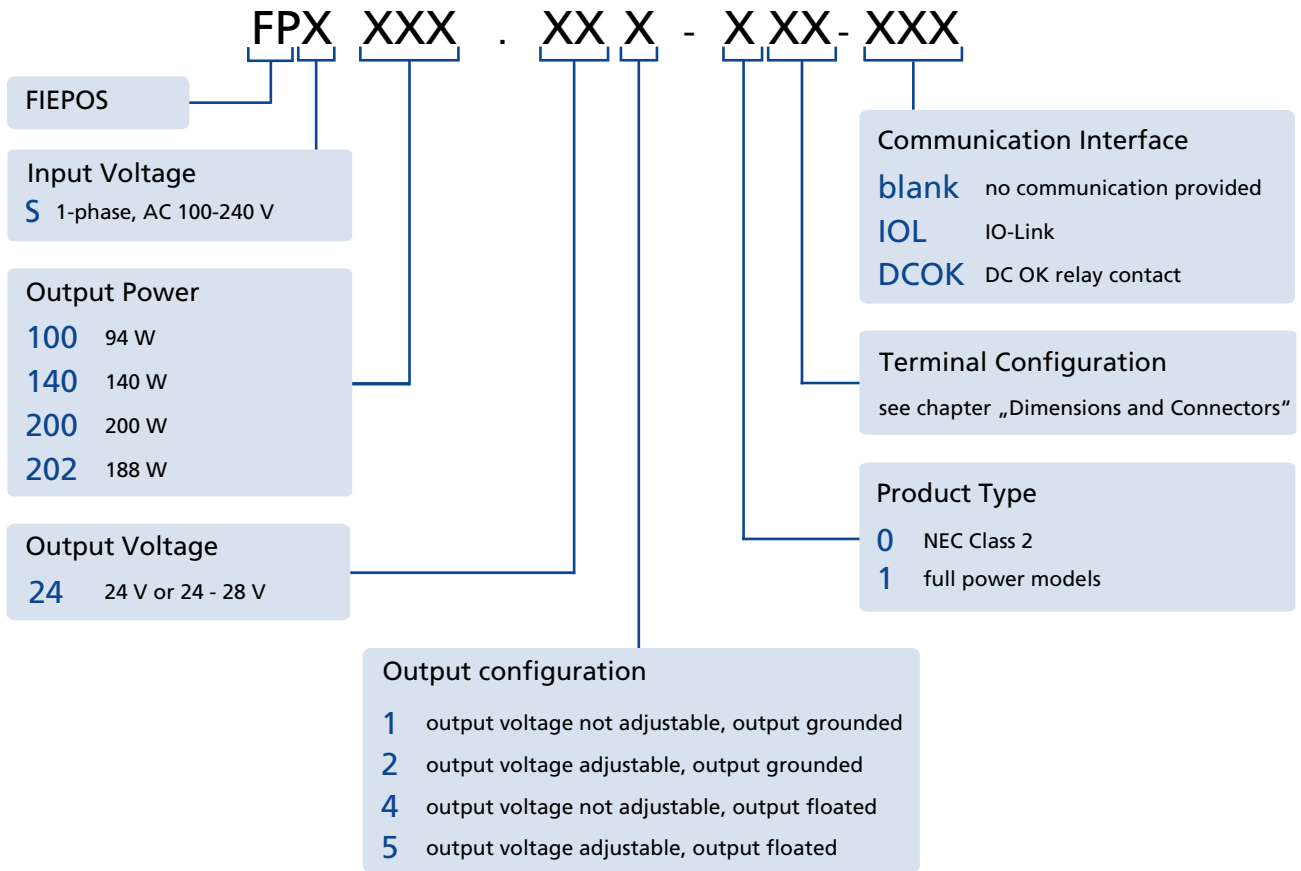 FPX XXX . XX X - X XX- XXX
FIEPOS
Input Voltage
S 1-phase, AC 100-240 V
Output Power
100 94 W
140 140 W
200 200 W
202 188 W
Output Voltage
24 24 V or 24 - 28 V
Output configuration
1 output voltage not adjustable, output grounded
2 output voltage adjustable, output grounded
4 output voltage not adjustable, output floated
5 output voltage adjustable, output floated
Communication Interface
blank no communication provided
IOL IO-Link
DCOK DC OK relay contact
Terminal Configuration
see chapter „Dimensions and Connectors“
Product Type
0 NEC Class 2
1 full power models